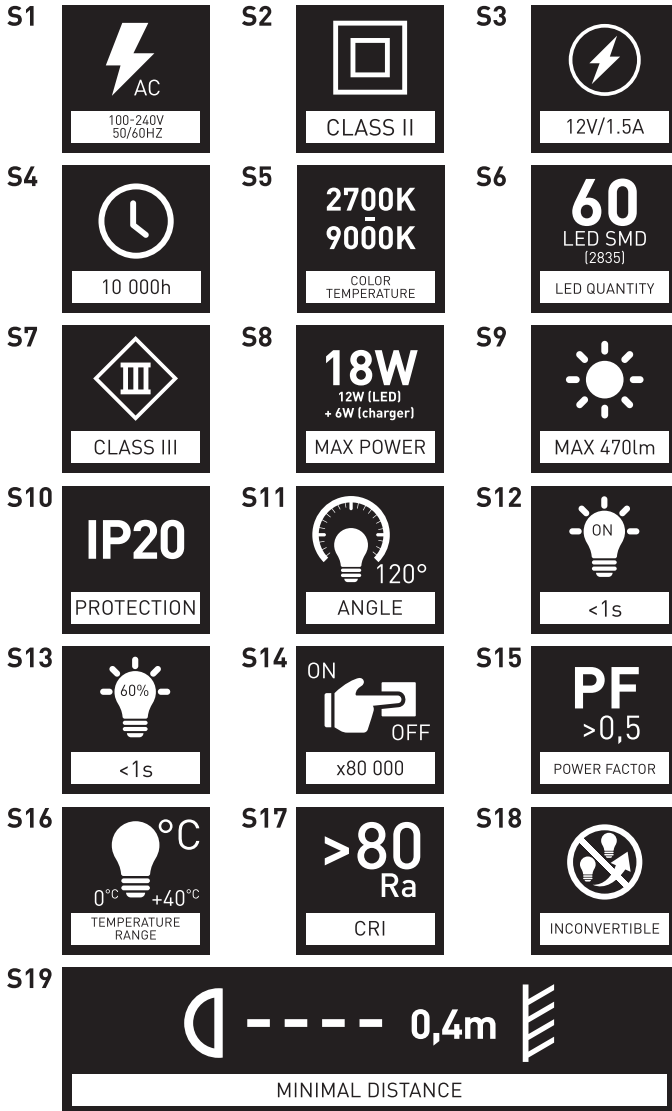 S1
AC
100-240V
50/60HZ
S2
CLASS II
S3
12V/1.5A
S4
10 000h
S5
2700K
-
9000K
COLOR
TEMPERATURE
S6
60
LED SMD
(2835)
LED QUANTITY
S7
III
CLASS III
S8
18W
12W (LED)
+ 6W (charger)
MAX POWER
S9
MAX 470lm
S10
IP20
PROTECTION
S11
120°
ANGLE
S12
ON
<1s
S13
60%
<1s
S14
ON
OFF
x80 000
S15
PF
>0,5
POWER FACTOR
S16
°C
0°C +40°C
TEMPERATURE
RANGE
S17
>80
Ra
CRI
S18
INCONVERTIBLE
S19
0,4m
MINIMAL DISTANCE